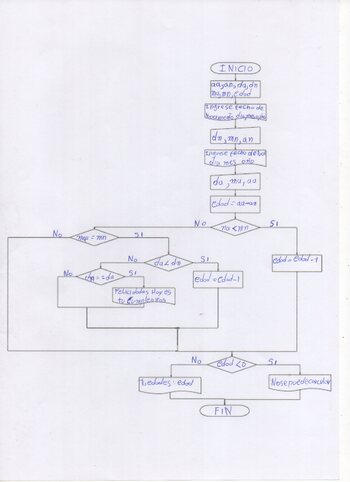 INICIO
aa, an, da, dn
ma, mn, edad
Ingrese fecha de
nacimiento dia, mes, año
dn, mn, an
Ingrese fecha de hoy
dia mes año
da, ma, aa
edad = aa-an
No
ma < mn
Si
No
ma = mn
Si
edad = edad-1
No
da < dn
Si
No
dn = da
Si
edad = edad-1
Felicidades Hoy es
tu cumpleaños
No
edad < 0
Si
Tu edad es: edad
No se puede calcular
FIN